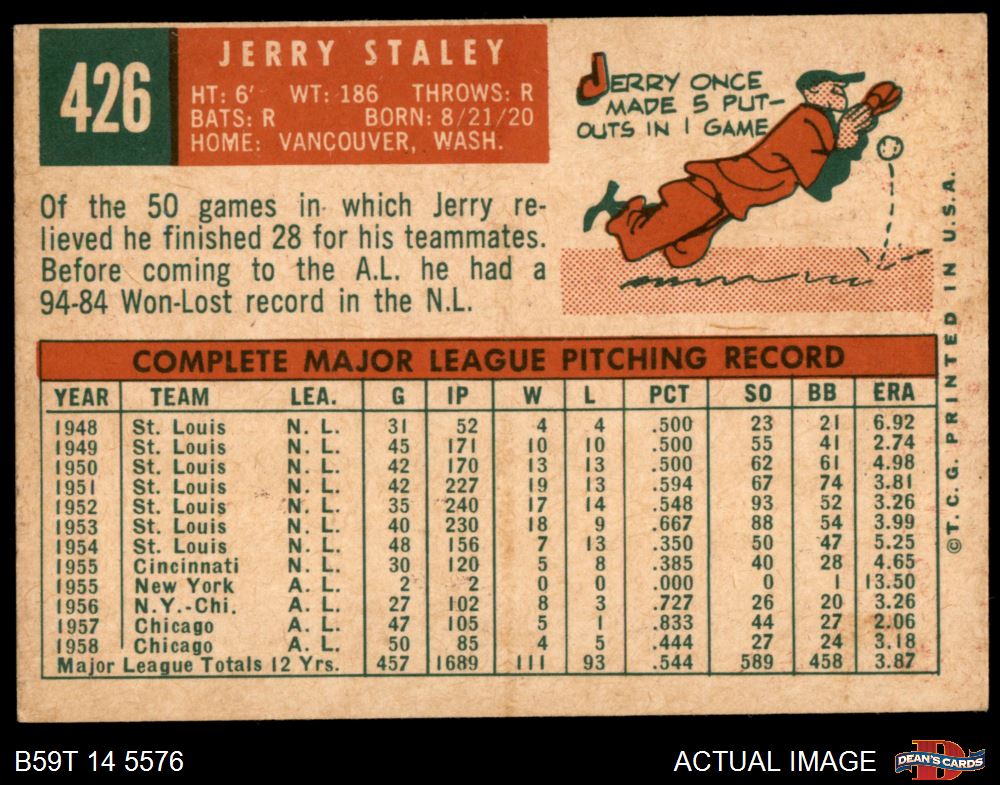 426
JERRY STALEY
HT: 6' WT: 186 THROWS: R
BATS: R BORN: 8/21/20
HOME: VANCOUVER, WASH.
JERRY ONCE
MADE 5 PUT-
OUTS IN 1 GAME
Of the 50 games in which Jerry re-
lieved he finished 28 for his teammates.
Before coming to the A.L. he had a
94-84 Won-Lost record in the N.L.
COMPLETE MAJOR LEAGUE PITCHING RECORD
YEAR TEAM LEA. G IP W L PCT SO BB ERA
1948 St. Louis N. L. 31 52 4 4 .500 23 21 6.92
1949 St. Louis N. L. 45 171 10 10 .500 55 41 2.74
1950 St. Louis N. L. 42 170 13 13 .500 62 61 4.98
1951 St. Louis N. L. 42 227 19 13 .594 67 74 3.81
1952 St. Louis N. L. 35 240 17 14 .548 93 52 3.26
1953 St. Louis N. L. 40 230 18 9 .667 88 54 3.99
1954 St. Louis N. L. 48 156 7 13 .350 50 47 5.25
1955 Cincinnati N. L. 30 120 5 8 .385 40 28 4.65
1955 New York A. L. 2 2 0 0 .000 0 1 13.50
1956 N.Y.-Chi. A. L. 27 102 8 3 .727 26 20 3.26
1957 Chicago A. L. 47 105 5 1 .833 44 27 2.06
1958 Chicago A. L. 50 85 4 5 .444 27 24 3.18
Major League Totals 12 Yrs. 457 1689 111 93 .544 589 458 3.87
©T.C.G. PRINTED IN U.S.A.
B59T 14 5576
ACTUAL IMAGE
D
DEAN'S CARDS